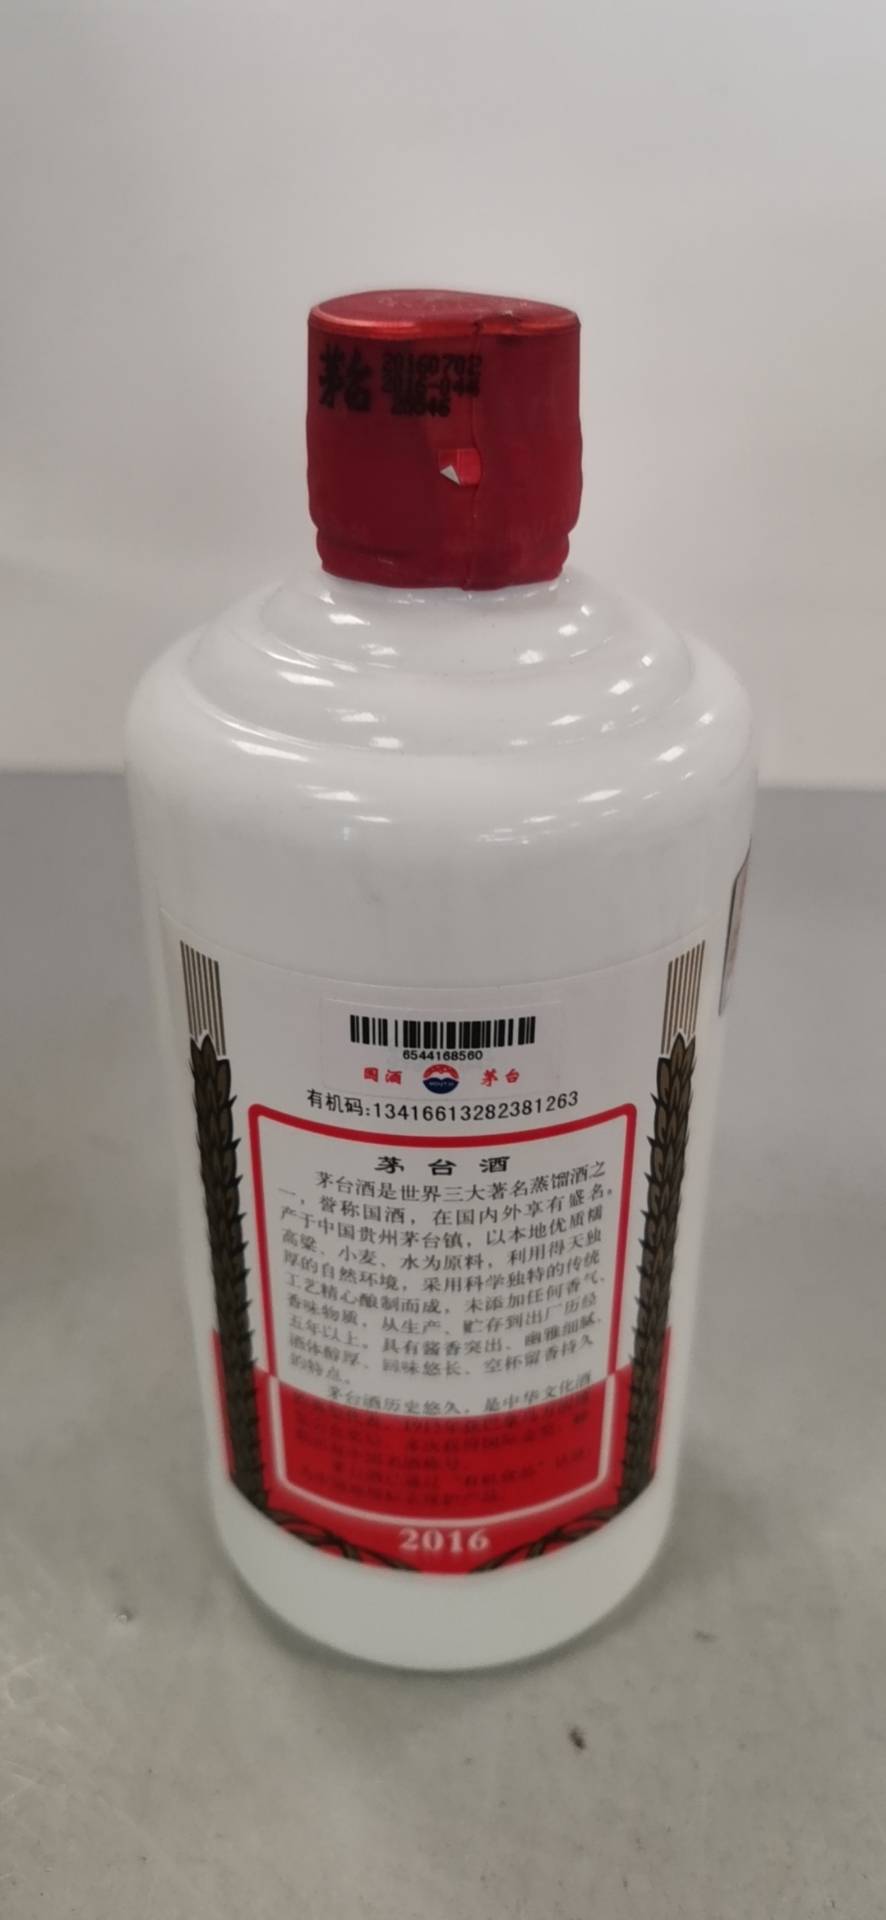 茅台
20160702
2015-044
6544168560
国酒 茅台
有机码:13416613282381263
茅台酒
茅台酒是世界三大著名蒸馏酒之
一,誉称国酒,在国内外享有盛名。
产于中国贵州茅台镇,以本地优质糯
高粱、小麦、水为原料,利用得天独
厚的自然环境,采用科学独特的传统
工艺精心酿制而成,未添加任何香气、
香味物质,从生产、贮存到出厂历经
五年以上。具有酱香突出、幽雅细腻、
酒体醇厚、回味悠长、空杯留香持久
的特点。
茅台酒历史悠久,是中华文化酒
2016